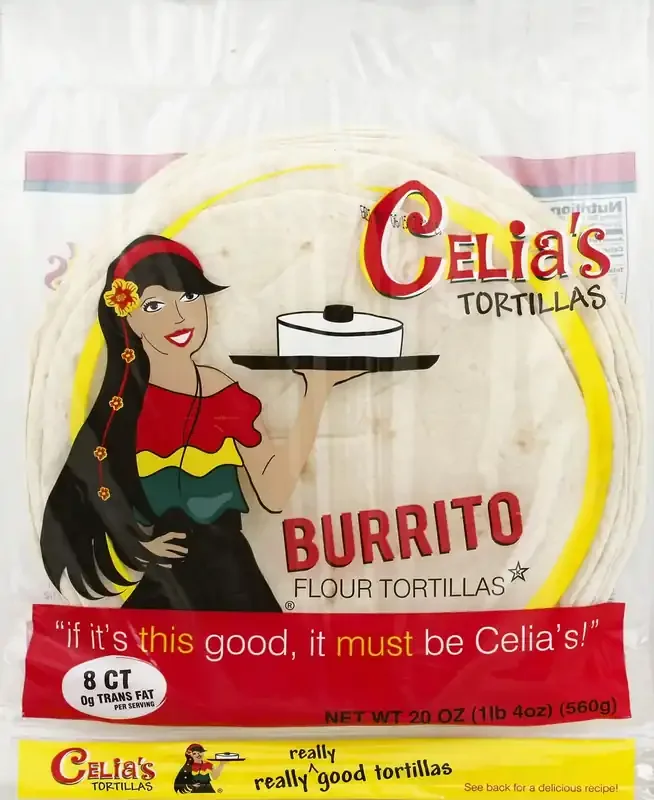 Nutrition
CELiA'S
TORTILLAS
BURRITO
FLOUR TORTILLAS
®
"if it's this good, it must be Celia's!"
8 CT
0g TRANS FAT
PER SERVING
NET WT 20 OZ (1lb 4oz) (560g)
CELiA'S
TORTILLAS
®
really
really ^ good tortillas
See back for a delicious recipe!